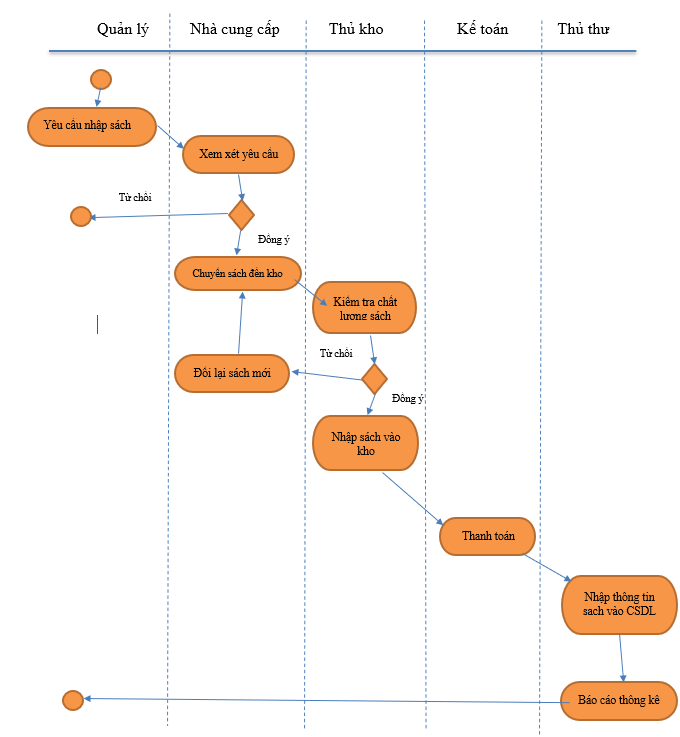 Quản lý
Nhà cung cấp
Thủ kho
Kế toán
Thủ thư
Yêu cầu nhập sách
Xem xét yêu cầu
Từ chối
Đồng ý
Chuyển sách đến kho
Kiểm tra chất
lượng sách
Từ chối
Đổi lại sách mới
Đồng ý
Nhập sách vào
kho
Thanh toán
Nhập thông tin
sach vào CSDL
Báo cáo thông kê